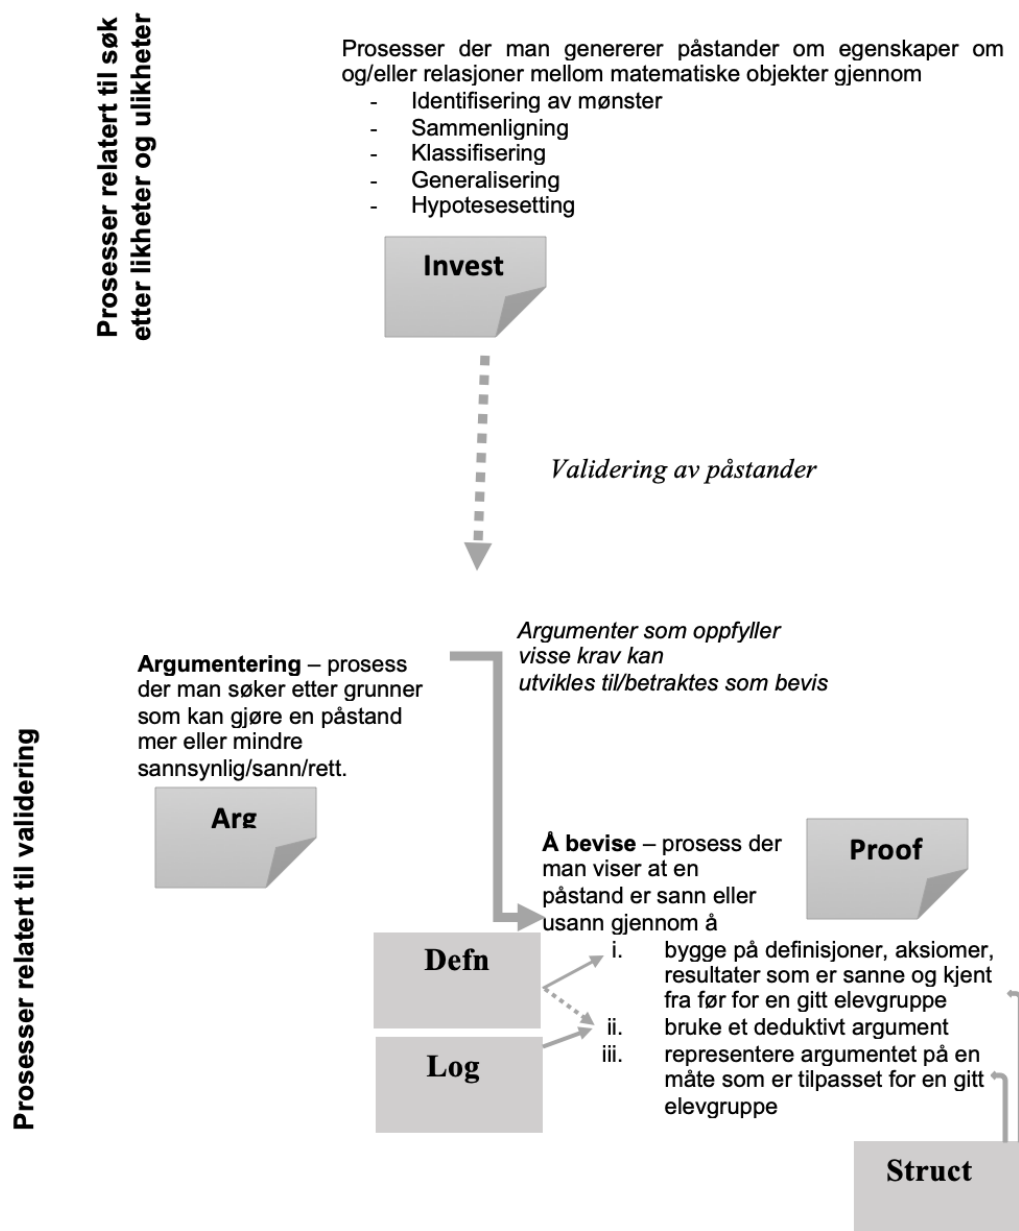 Prosesser relatert til søk
etter likheter og ulikheter
Prosesser der man genererer påstander om egenskaper om
og/eller relasjoner mellom matematiske objekter gjennom
- Identifisering av mønster
- Sammenligning
- Klassifisering
- Generalisering
- Hypotesesetting
Invest
Validering av påstander
Prosesser relatert til validering
Argumenter som oppfyller
visse krav kan
utvikles til/betraktes som bevis
Argumentering – prosess
der man søker etter grunner
som kan gjøre en påstand
mer eller mindre
sannsynlig/sann/rett.
Arg
Å bevise – prosess der
man viser at en
påstand er sann eller
usann gjennom å
Proof
i. bygge på definisjoner, aksiomer,
resultater som er sanne og kjent
fra før for en gitt elevgruppe
ii. bruke et deduktivt argument
iii. representere argumentet på en
måte som er tilpasset for en gitt
elevgruppe
Defn
Log
Struct